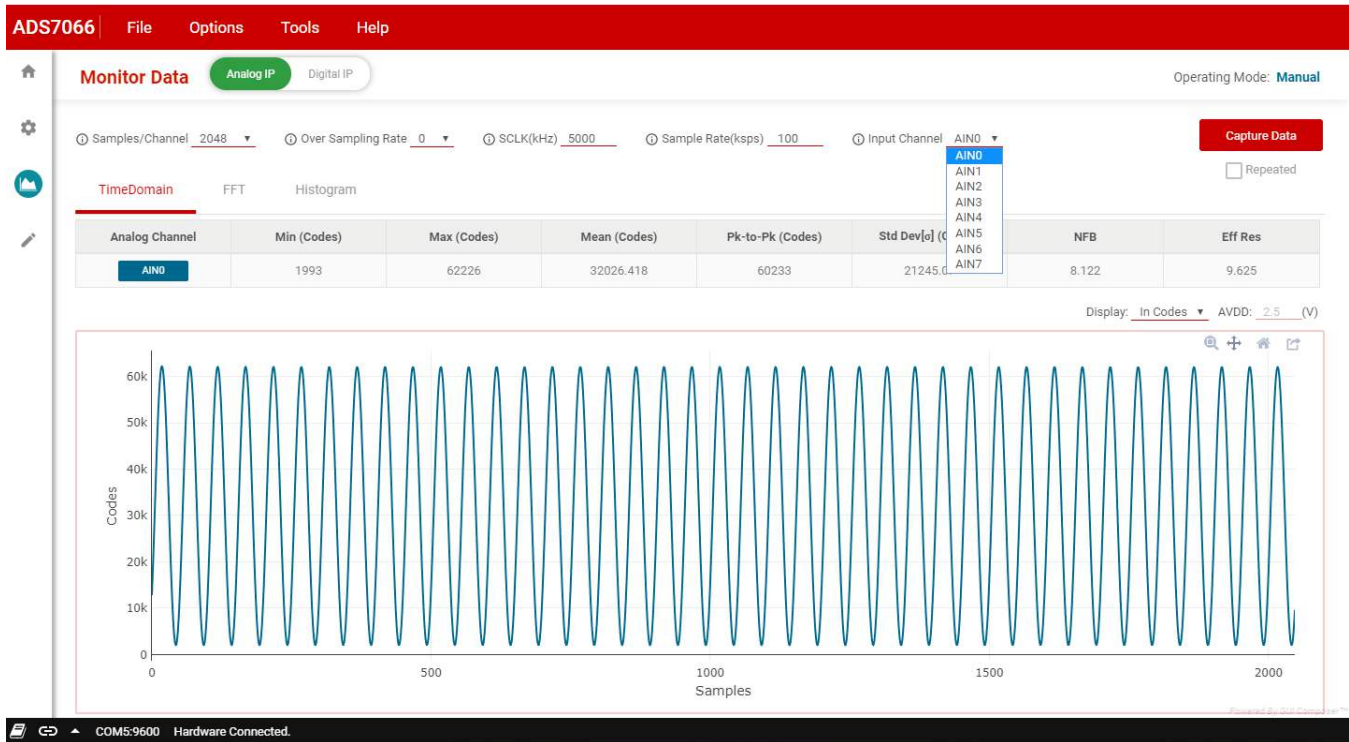 ADS7066 File Options Tools Help
Monitor Data Analog IP Digital IP Operating Mode: Manual
Samples/Channel 2048 Over Sampling Rate 0 SCLK(kHz) 5000 Sample Rate(ksps) 100 Input Channel AIN0 Capture Data
AIN0
AIN1
AIN2
AIN3
AIN4
AIN5
AIN6
AIN7
Repeated
TimeDomain FFT Histogram
Analog Channel Min (Codes) Max (Codes) Mean (Codes) Pk-to-Pk (Codes) Std Dev[σ] NFB Eff Res
AIN0 1993 62226 32026.418 60233 8.122 9.625
Display: In Codes AVDD: 2.5 (V)
60k
50k
40k
30k
20k
10k
0
Codes
0 500 1000 1500 2000
Samples
Powered By GUI Composer™
COM5:9600 Hardware Connected.